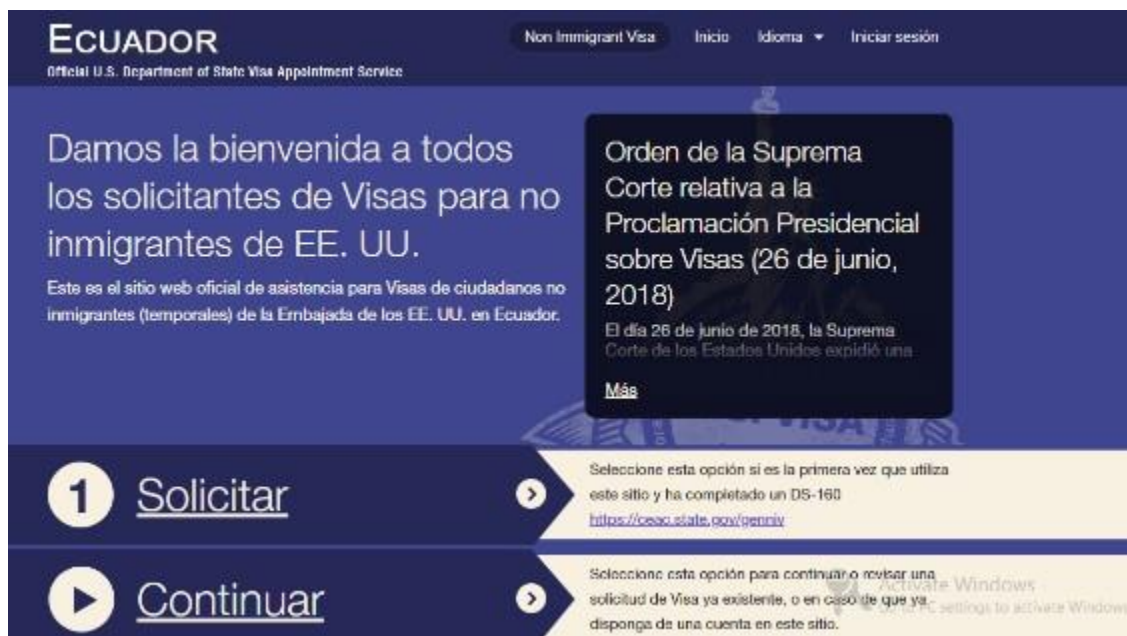 ECUADOR
Official U.S. Department of State Visa Appointment Service
Non Immigrant Visa Inicio Idioma Iniciar sesión
Damos la bienvenida a todos
los solicitantes de Visas para no
inmigrantes de EE. UU.
Este es el sitio web oficial de asistencia para Visas de ciudadanos no
inmigrantes (temporales) de la Embajada de los EE. UU. en Ecuador.
Orden de la Suprema
Corte relativa a la
Proclamación Presidencial
sobre Visas (26 de junio,
2018)
El día 26 de junio de 2018, la Suprema
Corte de los Estados Unidos expidió una
Más
VISA
1 Solicitar
Seleccione esta opción si es la primera vez que utiliza
este sitio y ha completado un DS-160
https://ceac.state.gov/genniv
Continuar
Seleccione esta opción para continuar o revisar una
solicitud de Visa ya existente, o en caso de que ya
disponga de una cuenta en este sitio.
Activate Windows
PC settings to activate Windows